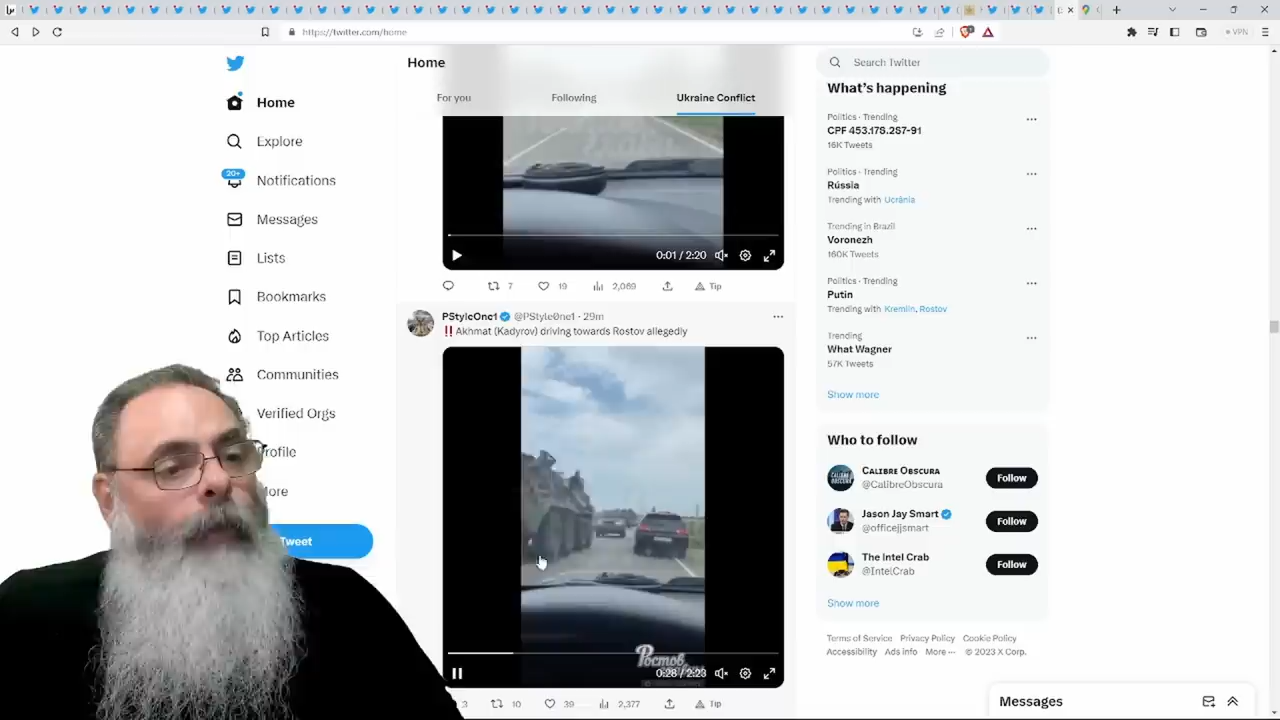 https://twitter.com/home
VPN
Home
Explore
20+
Notifications
Messages
Lists
Bookmarks
Top Articles
Communities
Verified Orgs
rofile
ore
Tweet
Home
For you
Following
Ukraine Conflict
0:01 / 2:20
7
19
2,069
Tip
PStyleOne1 @PStyle0ne1 · 29m
‼ Akhmat (Kadyrov) driving towards Rostov allegedly
Ростов
0:28 / 2:23
3
10
39
2,377
Tip
Search Twitter
What's happening
Politics · Trending
CPF 453.178.287-91
16K Tweets
Politics · Trending
Rússia
Trending with Ucrânia
Trending in Brazil
Voronezh
160K Tweets
Politics · Trending
Putin
Trending with Kremlin, Rostov
Trending
What Wagner
57K Tweets
Show more
Who to follow
Calibre Obscura
@CalibreObscura
Follow
Jason Jay Smart
@officejjsmart
Follow
The Intel Crab
@IntelCrab
Follow
Show more
Terms of Service Privacy Policy Cookie Policy
Accessibility Ads info More ··· © 2023 X Corp.
Messages